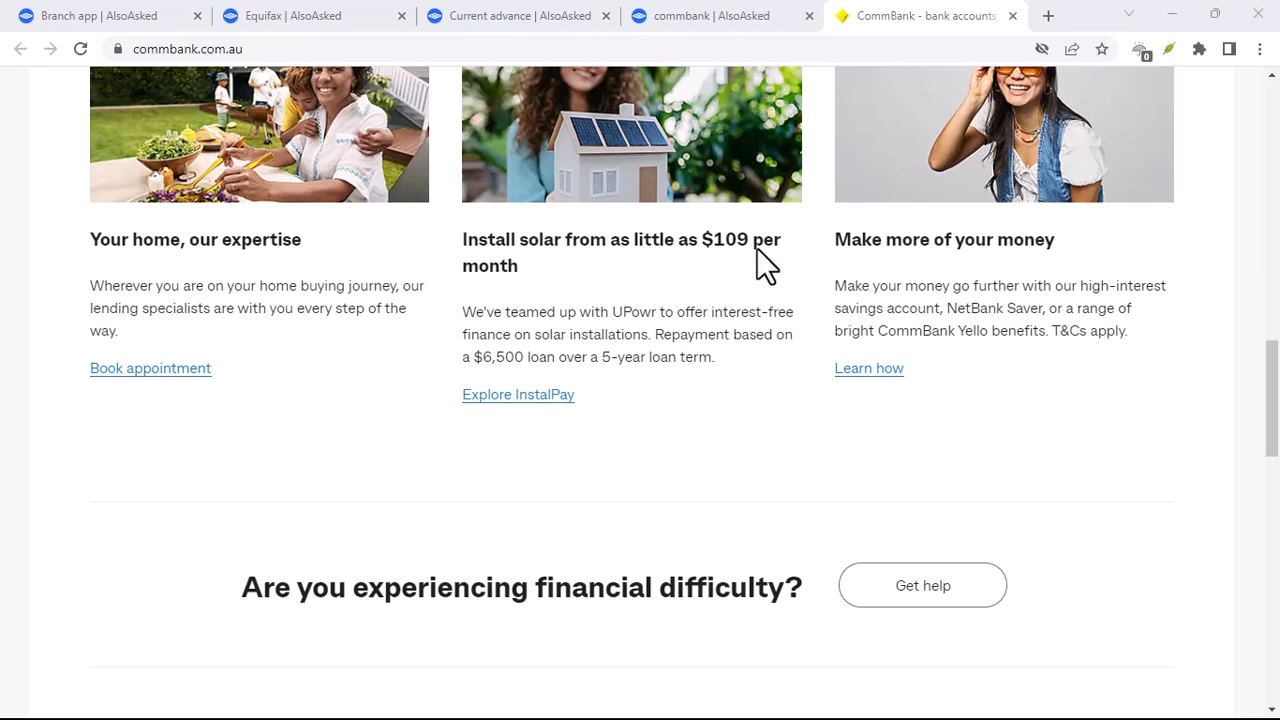 Branch app | AlsoAsked
Equifax | AlsoAsked
Current advance | AlsoAsked
commbank | AlsoAsked
CommBank - bank accounts,
commbank.com.au
0
Your home, our expertise
Wherever you are on your home buying journey, our
lending specialists are with you every step of the
way.
Book appointment
Install solar from as little as $109 per
month
We've teamed up with UPowr to offer interest-free
finance on solar installations. Repayment based on
a $6,500 loan over a 5-year loan term.
Explore InstalPay
Make more of your money
Make your money go further with our high-interest
savings account, NetBank Saver, or a range of
bright CommBank Yello benefits. T&Cs apply.
Learn how
Are you experiencing financial difficulty?
Get help